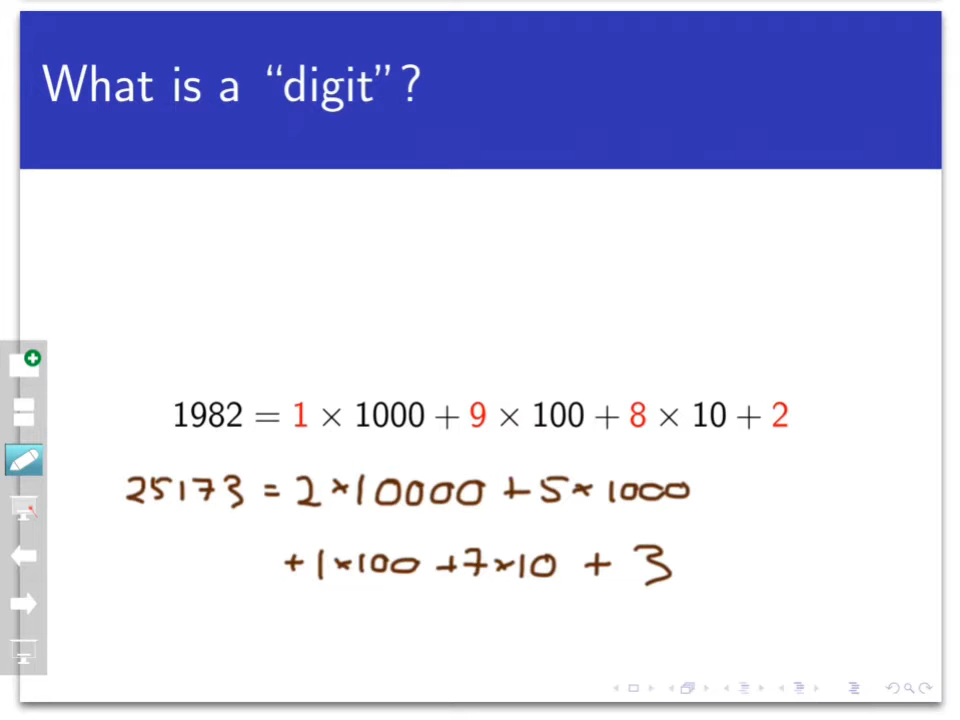 What is a “digit”?
1982 = 1 × 1000 + 9 × 100 + 8 × 10 + 2
25173 = 2×10000 +5×1000
+1×100 +7×10 + 3